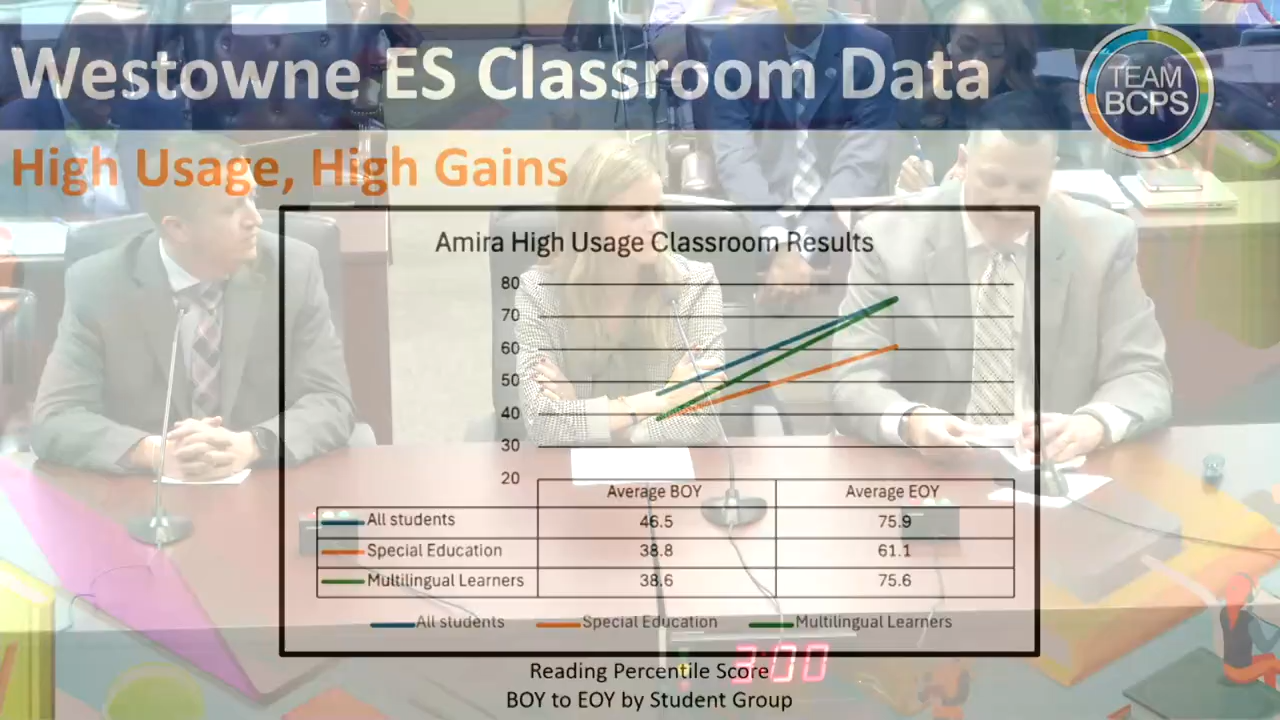 Westowne ES Classroom Data
TEAM
BCPS
High Usage, High Gains
Amira High Usage Classroom Results
80
70
60
50
40
30
20
Average BOY Average EOY
All students 46.5 75.9
Special Education 38.8 61.1
Multilingual Learners 38.6 75.6
All students Special Education Multilingual Learners
3:00
Reading Percentile Score
BOY to EOY by Student Group